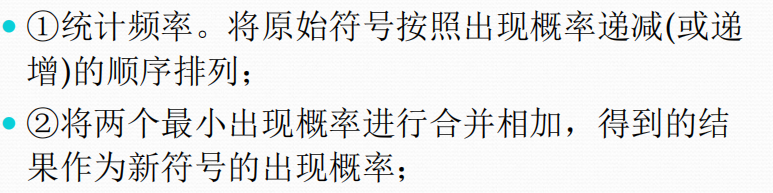 ①统计频率。将原始符号按照出现概率递减(或递
增)的顺序排列；
②将两个最小出现概率进行合并相加，得到的结
果作为新符号的出现概率；